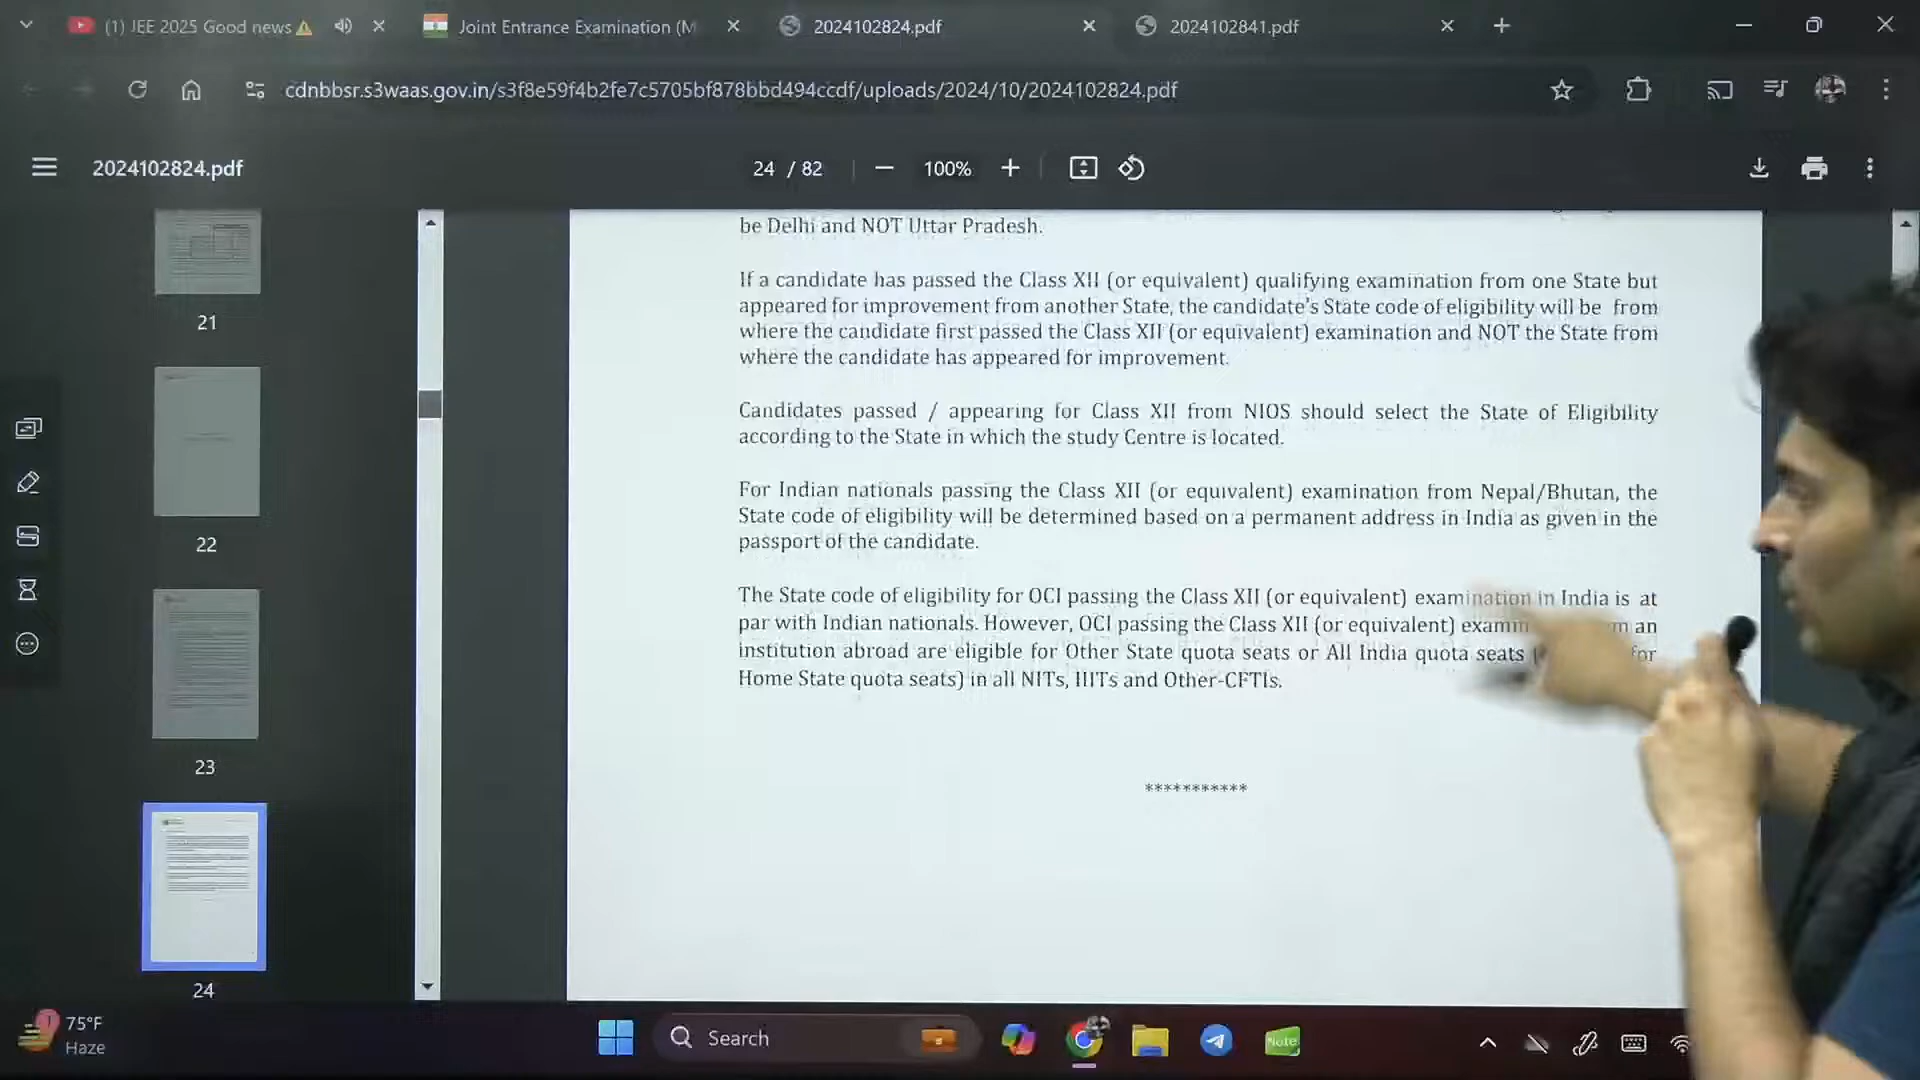 (1) JEE 2025 Good news
Joint Entrance Examination (M
2024102824.pdf
2024102841.pdf
cdnbbsr.s3waas.gov.in/s3f8e59f4b2fe7c5705bf878bbd494ccdf/uploads/2024/10/2024102824.pdf
2024102824.pdf
24 / 82
100%
21
22
23
24
be Delhi and NOT Uttar Pradesh.
If a candidate has passed the Class XII (or equivalent) qualifying examination from one State but
appeared for improvement from another State, the candidate's State code of eligibility will be from
where the candidate first passed the Class XII (or equivalent) examination and NOT the State from
where the candidate has appeared for improvement.
Candidates passed / appearing for Class XII from NIOS should select the State of Eligibility
according to the State in which the study Centre is located.
For Indian nationals passing the Class XII (or equivalent) examination from Nepal/Bhutan, the
State code of eligibility will be determined based on a permanent address in India as given in the
passport of the candidate.
The State code of eligibility for OCI passing the Class XII (or equivalent) examination in India is at
par with Indian nationals. However, OCI passing the Class XII (or equivalent) an
institution abroad are eligible for Other State quota seats or All India quota seats for
Home State quota seats) in all NITs, IIITs and Other-CFTIs.
***********
1
75°F
Haze
Search
Note